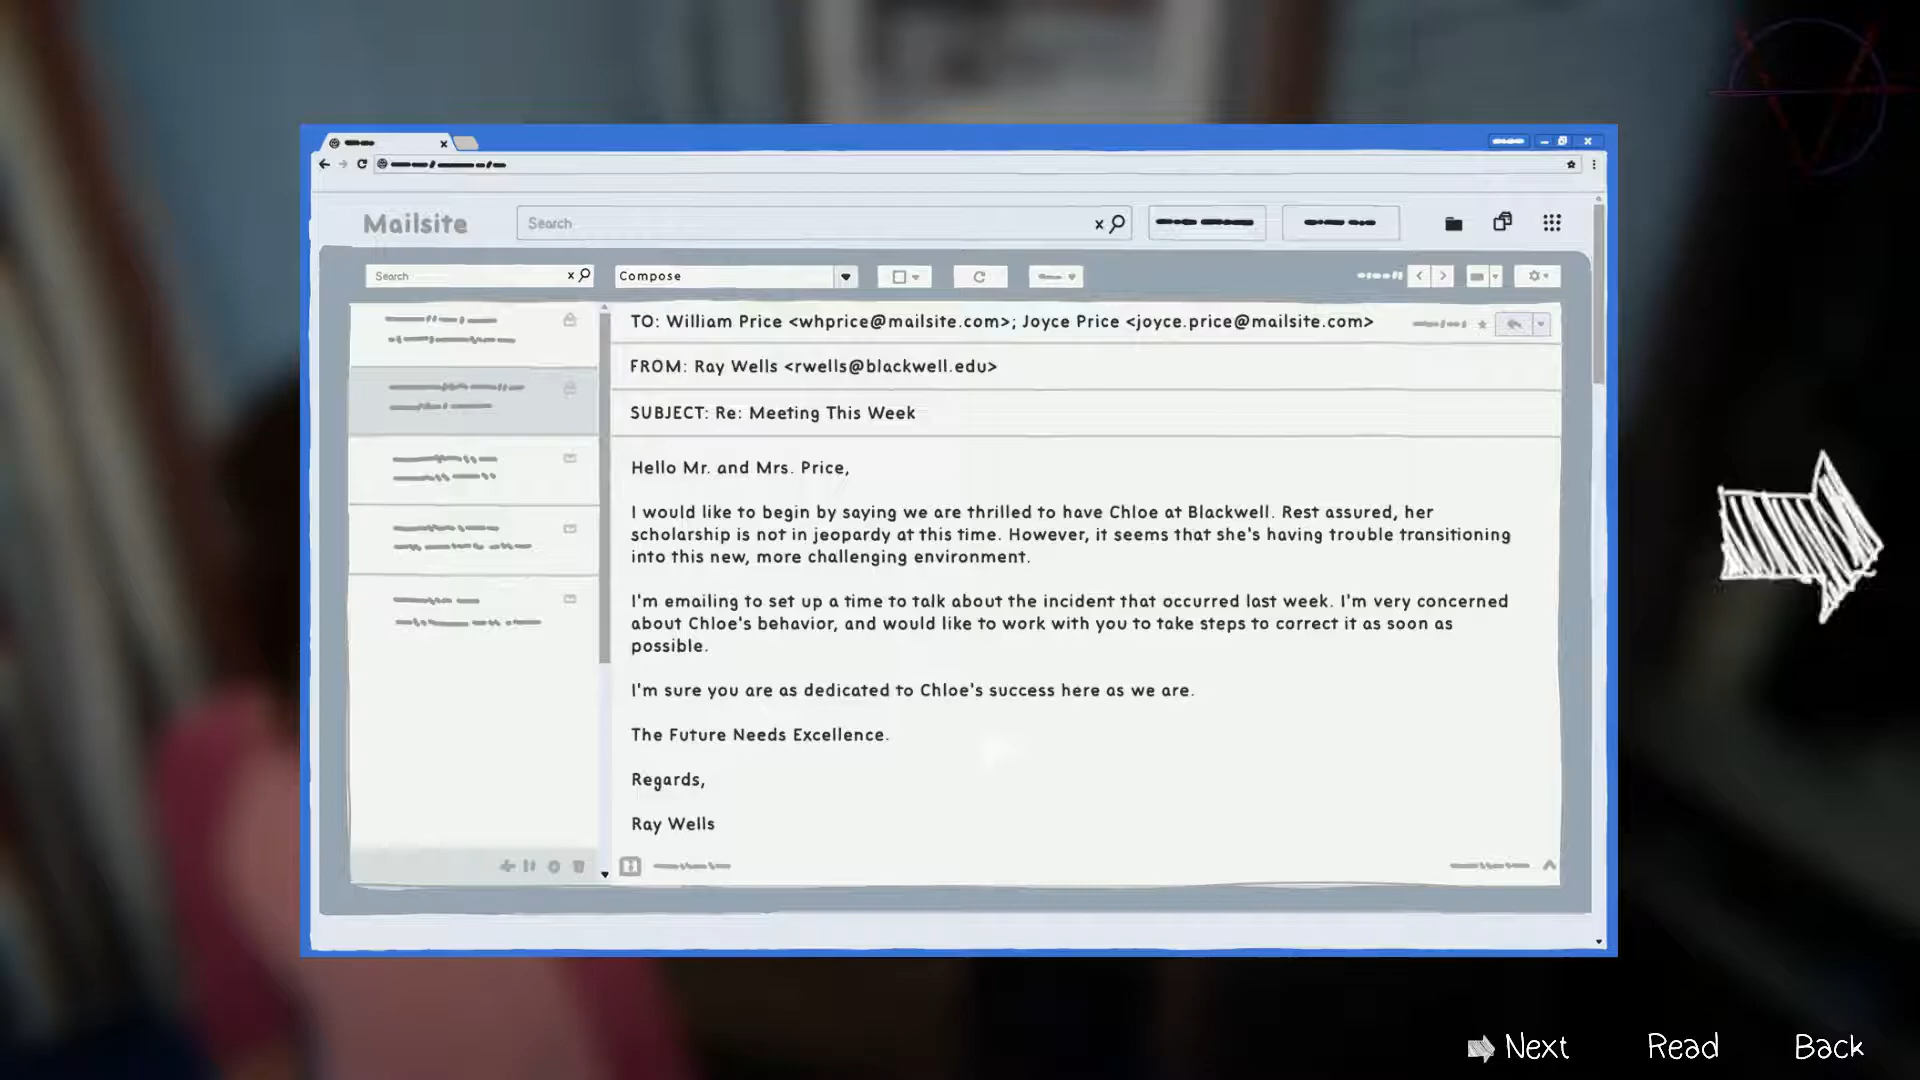 Mailsite
Search
Search
Compose
TO: William Price <whprice@mailsite.com>; Joyce Price <joyce.price@mailsite.com>
FROM: Ray Wells <rwells@blackwell.edu>
SUBJECT: Re: Meeting This Week
Hello Mr. and Mrs. Price,
I would like to begin by saying we are thrilled to have Chloe at Blackwell. Rest assured, her
scholarship is not in jeopardy at this time. However, it seems that she's having trouble transitioning
into this new, more challenging environment.
I'm emailing to set up a time to talk about the incident that occurred last week. I'm very concerned
about Chloe's behavior, and would like to work with you to take steps to correct it as soon as
possible.
I'm sure you are as dedicated to Chloe's success here as we are.
The Future Needs Excellence.
Regards,
Ray Wells
Next
Read
Back